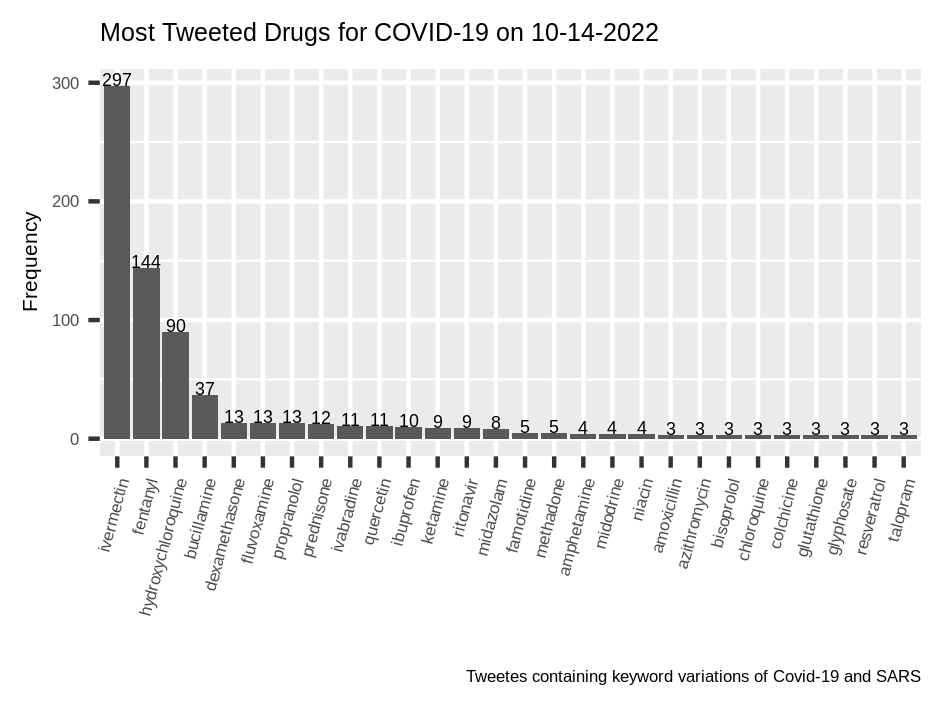 Most Tweeted Drugs for COVID-19 on 10-14-2022
Frequency
300
200
100
0
297
144
90
37
13
13
13
12
11
11
10
9
9
8
5
5
4
4
4
3
3
3
3
3
3
3
3
3
ivermectin
fentanyl
hydroxychloroquine
bucillamine
dexamethasone
fluvoxamine
propranolol
prednisone
ivabradine
quercetin
ibuprofen
ketamine
ritonavir
midazolam
famotidine
methadone
amphetamine
midodrine
niacin
amoxicillin
azithromycin
bisoprolol
chloroquine
colchicine
glutathione
glyphosate
resveratrol
talopram
Tweetes containing keyword variations of Covid-19 and SARS